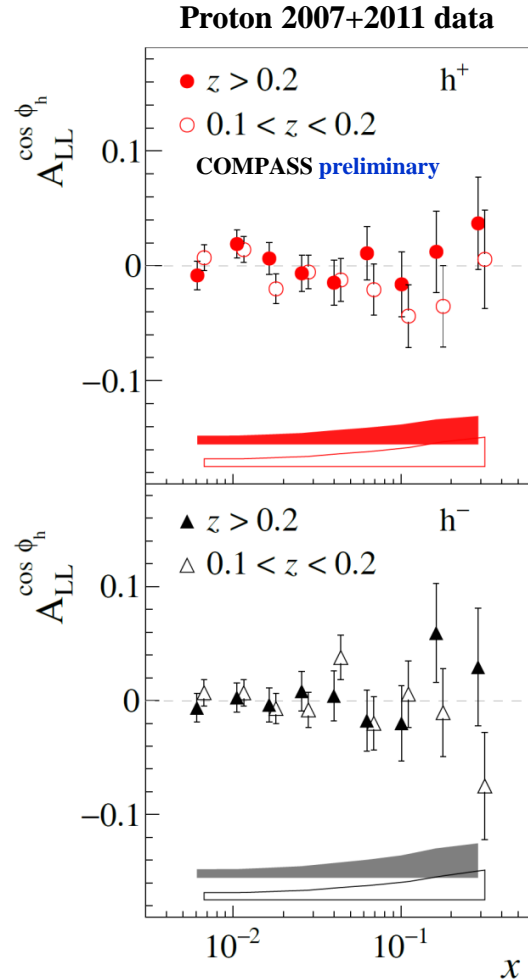 Proton 2007+2011 data
z > 0.2 h⁺
0.1 < z < 0.2
COMPASS preliminary
A_LL^{cos ϕ_h}
0.1
0
−0.1
z > 0.2 h⁻
0.1 < z < 0.2
A_LL^{cos ϕ_h}
0.1
0
−0.1
10⁻² 10⁻¹ x